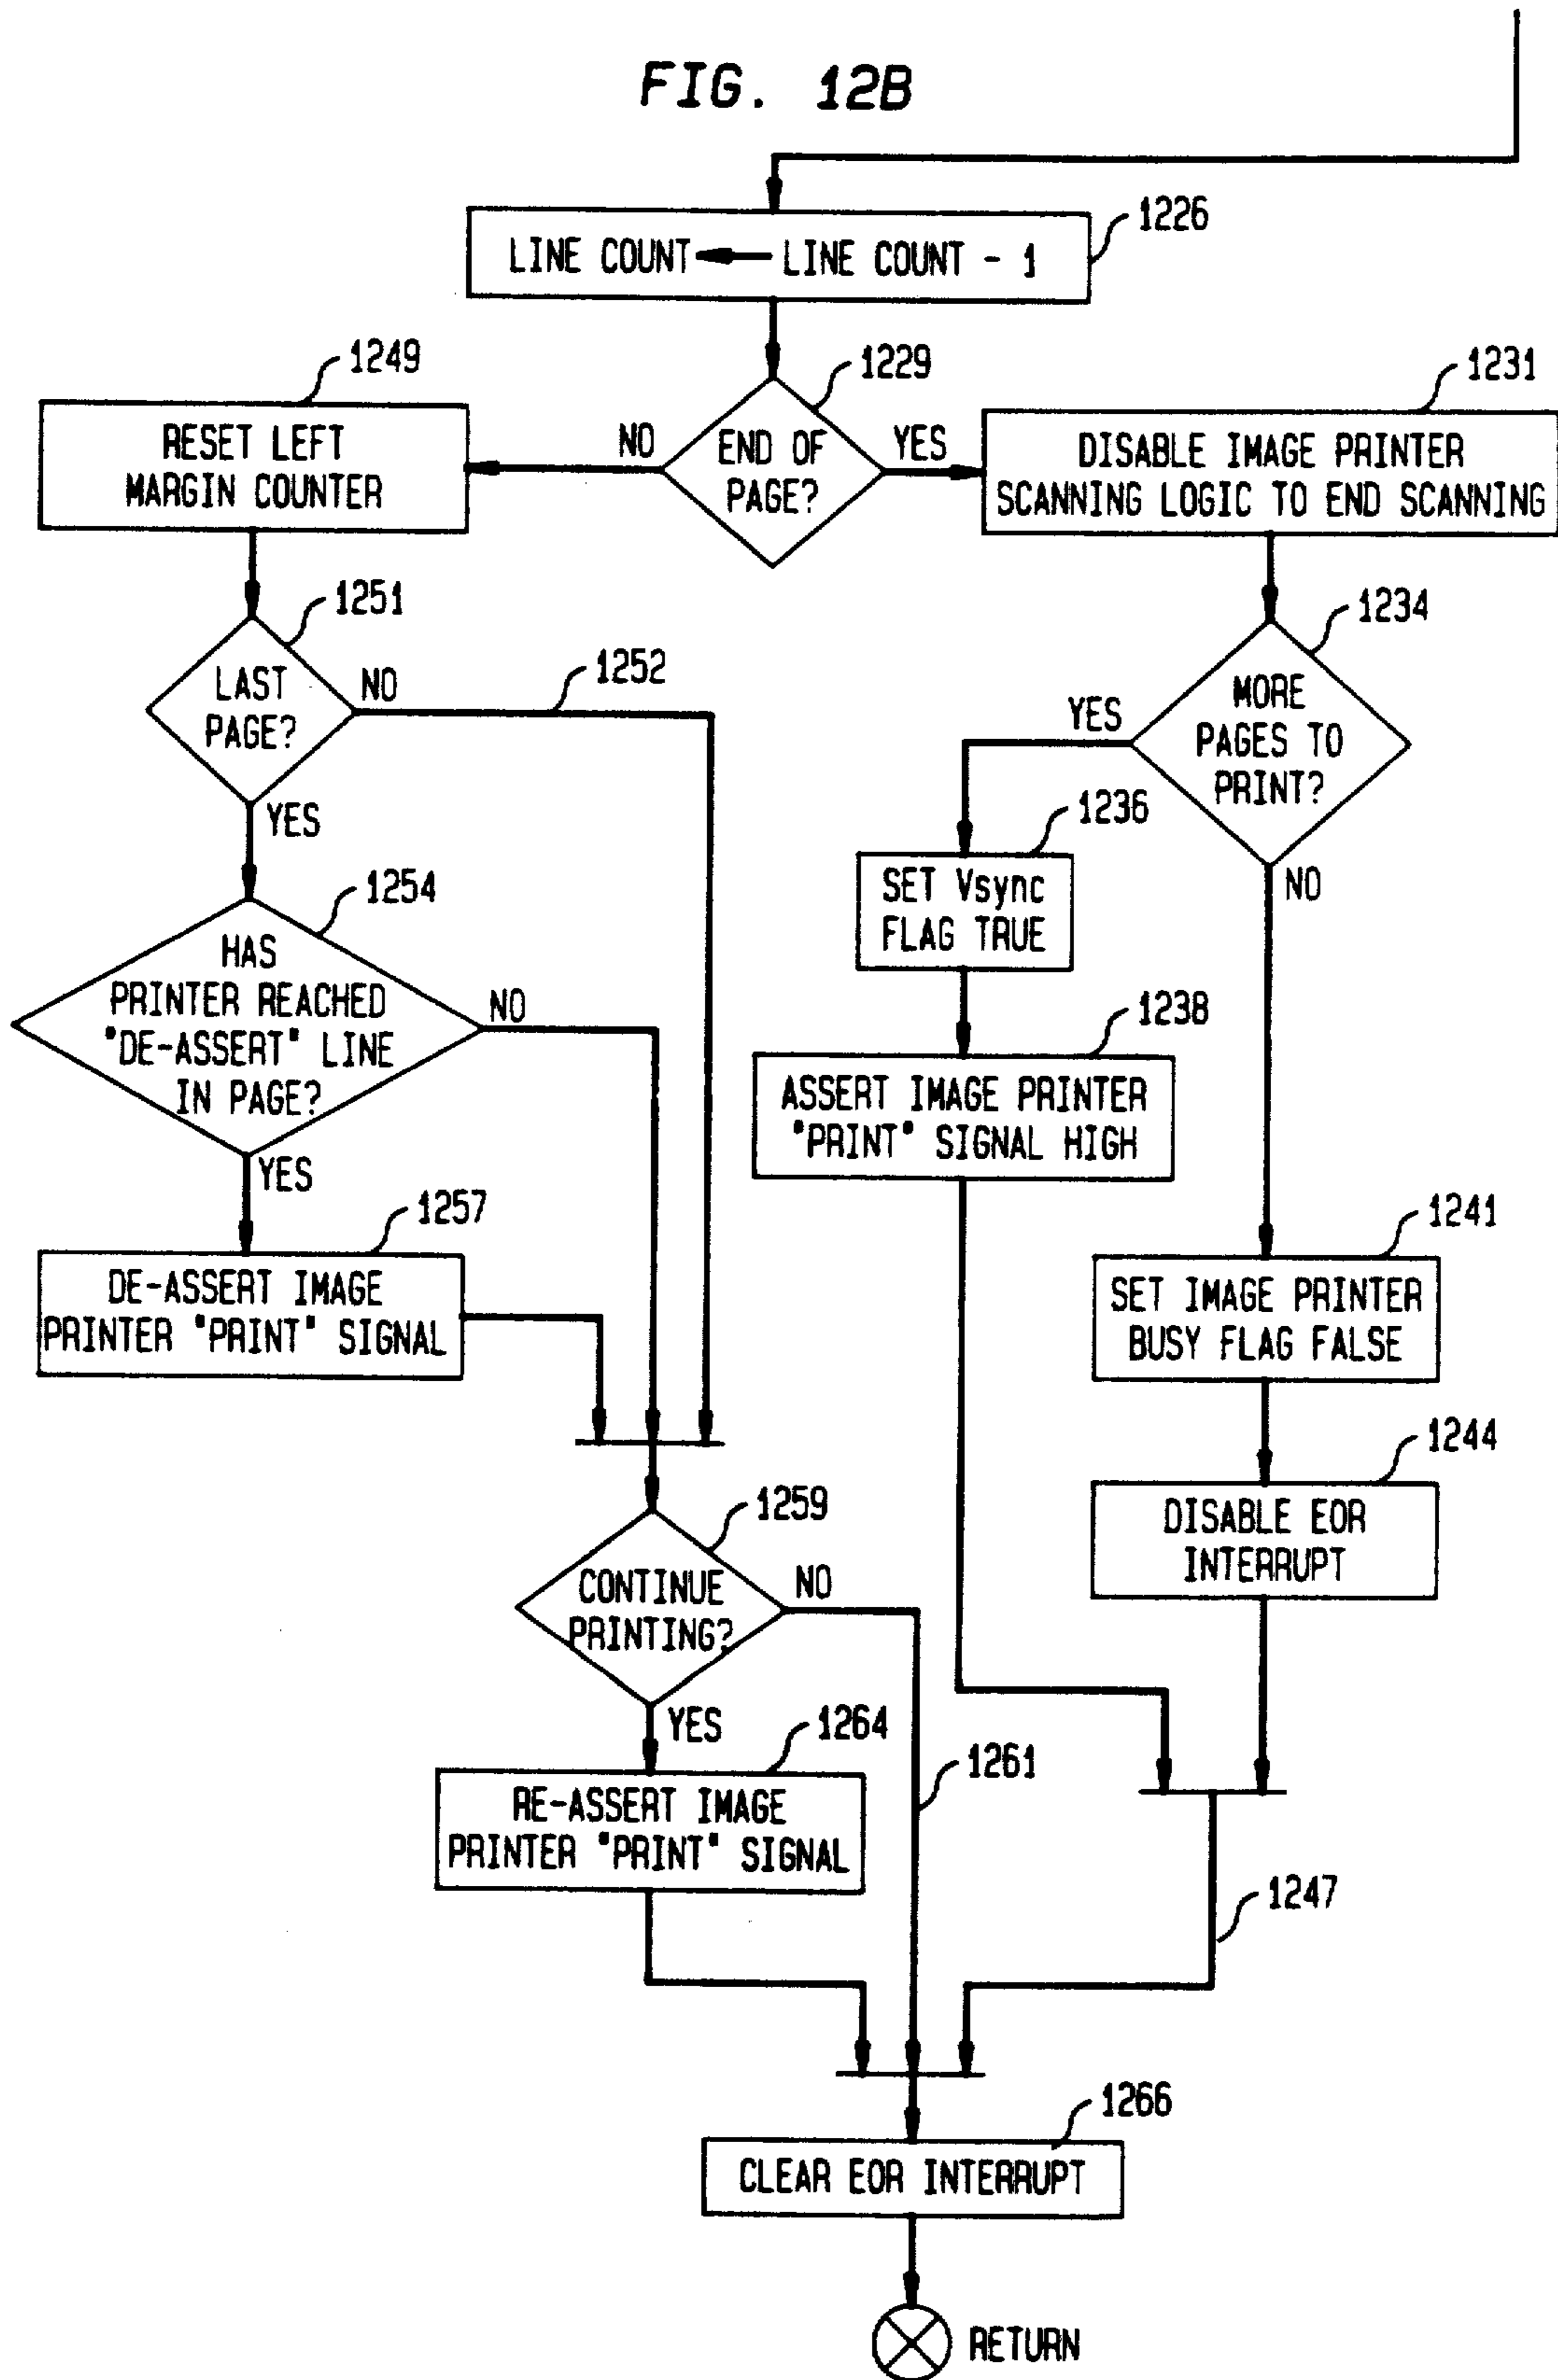 FIG. 12B
1226
LINE COUNT ← LINE COUNT - 1
1249
1229
1231
RESET LEFT
MARGIN COUNTER
NO
END OF
PAGE?
YES
DISABLE IMAGE PRINTER
SCANNING LOGIC TO END SCANNING
1251
1234
LAST
PAGE?
NO
1252
MORE
PAGES TO
PRINT?
YES
YES
1236
NO
SET Vsync
FLAG TRUE
1254
HAS
PRINTER REACHED
"DE-ASSERT" LINE
IN PAGE?
NO
1238
ASSERT IMAGE PRINTER
"PRINT" SIGNAL HIGH
YES
1257
DE-ASSERT IMAGE
PRINTER "PRINT" SIGNAL
1241
SET IMAGE PRINTER
BUSY FLAG FALSE
1244
DISABLE EOR
INTERRUPT
1259
CONTINUE
PRINTING?
NO
YES
1264
1261
RE-ASSERT IMAGE
PRINTER "PRINT" SIGNAL
1247
1266
CLEAR EOR INTERRUPT
RETURN